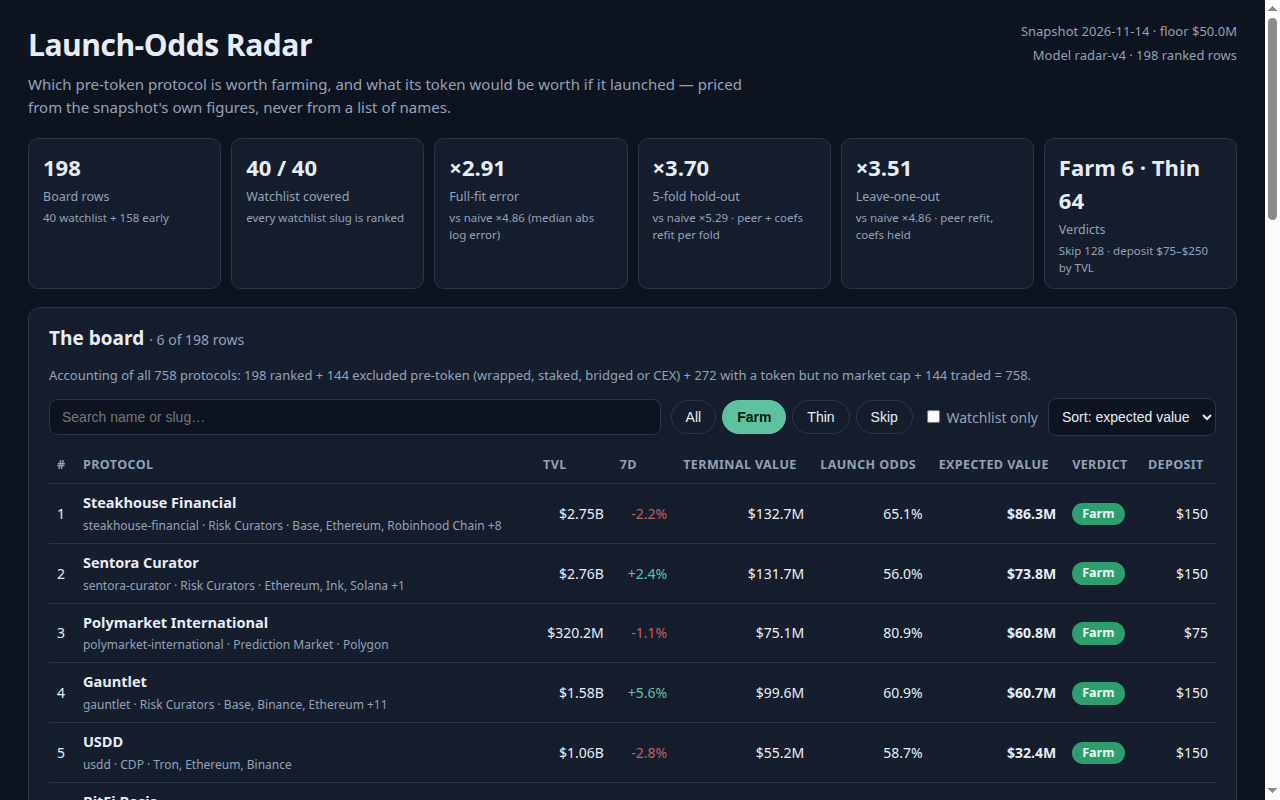 Launch-Odds Radar
Snapshot 2026-11-14 · floor $50.0M
Model radar-v4 · 198 ranked rows
Which pre-token protocol is worth farming, and what its token would be worth if it launched — priced
from the snapshot's own figures, never from a list of names.
198
Board rows
40 watchlist + 158 early
40 / 40
Watchlist covered
every watchlist slug is ranked
×2.91
Full-fit error
vs naive ×4.86 (median abs
log error)
×3.70
5-fold hold-out
vs naive ×5.29 · peer + coefs
refit per fold
×3.51
Leave-one-out
vs naive ×4.86 · peer refit,
coefs held
Farm 6 · Thin
64
Verdicts
Skip 128 · deposit $75–$250
by TVL
The board · 6 of 198 rows
Accounting of all 758 protocols: 198 ranked + 144 excluded pre-token (wrapped, staked, bridged or CEX) + 272 with a token but no market cap + 144 traded = 758.
Search name or slug… All Farm Thin Skip Watchlist only Sort: expected value
# PROTOCOL TVL 7D TERMINAL VALUE LAUNCH ODDS EXPECTED VALUE VERDICT DEPOSIT
1 Steakhouse Financial $2.75B -2.2% $132.7M 65.1% $86.3M Farm $150
steakhouse-financial · Risk Curators · Base, Ethereum, Robinhood Chain +8
2 Sentora Curator $2.76B +2.4% $131.7M 56.0% $73.8M Farm $150
sentora-curator · Risk Curators · Ethereum, Ink, Solana +1
3 Polymarket International $320.2M -1.1% $75.1M 80.9% $60.8M Farm $75
polymarket-international · Prediction Market · Polygon
4 Gauntlet $1.58B +5.6% $99.6M 60.9% $60.7M Farm $150
gauntlet · Risk Curators · Base, Binance, Ethereum +11
5 USDD $1.06B -2.8% $55.2M 58.7% $32.4M Farm $150
usdd · CDP · Tron, Ethereum, Binance